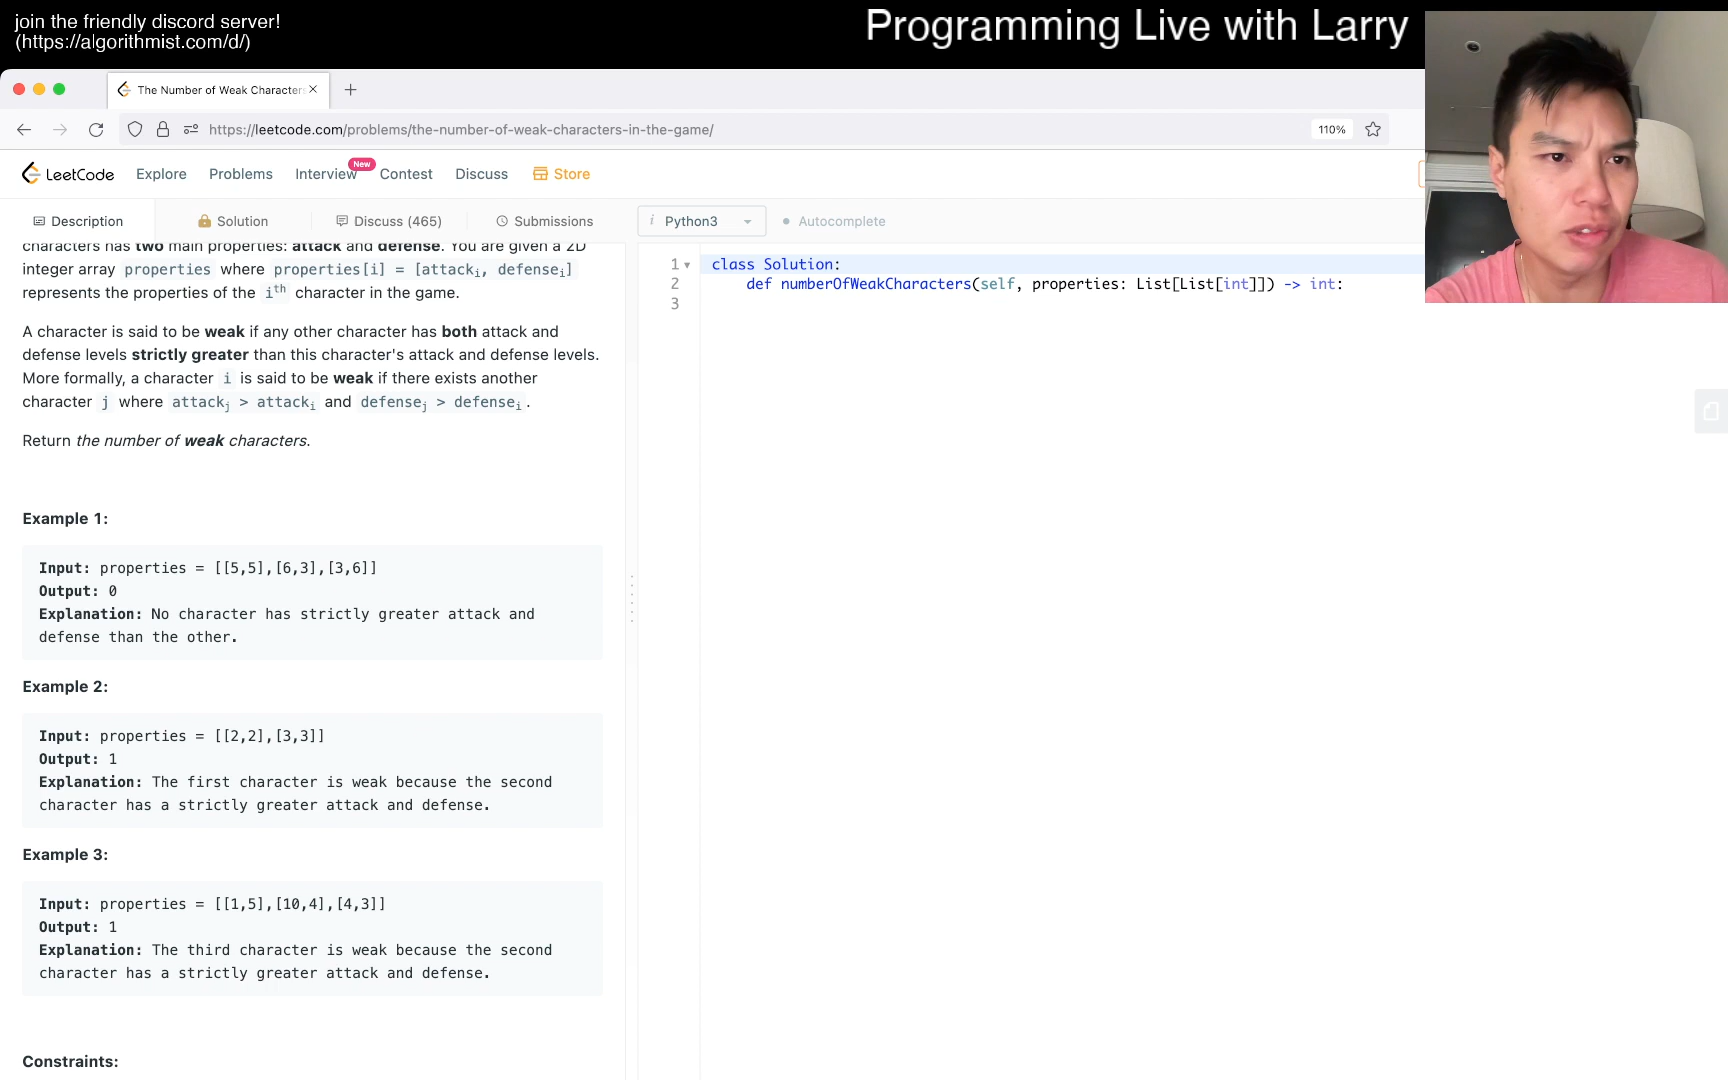 join the friendly discord server!
(https://algorithmist.com/d/)
Programming Live with Larry
The Number of Weak Characters
https://leetcode.com/problems/the-number-of-weak-characters-in-the-game/
110%
LeetCode
Explore
Problems
Interview
New
Contest
Discuss
Store
Description
Solution
Discuss (465)
Submissions
i Python3
Autocomplete
characters has two main properties: attack and defense. You are given a 2D
integer array properties where properties[i] = [attackᵢ, defenseᵢ]
represents the properties of the iᵗʰ character in the game.
A character is said to be weak if any other character has both attack and
defense levels strictly greater than this character's attack and defense levels.
More formally, a character i is said to be weak if there exists another
character j where attackⱼ > attackᵢ and defenseⱼ > defenseᵢ.
Return the number of weak characters.
Example 1:
Input: properties = [[5,5],[6,3],[3,6]]
Output: 0
Explanation: No character has strictly greater attack and
defense than the other.
Example 2:
Input: properties = [[2,2],[3,3]]
Output: 1
Explanation: The first character is weak because the second
character has a strictly greater attack and defense.
Example 3:
Input: properties = [[1,5],[10,4],[4,3]]
Output: 1
Explanation: The third character is weak because the second
character has a strictly greater attack and defense.
Constraints:
1 class Solution:
2 def numberOfWeakCharacters(self, properties: List[List[int]]) -> int:
3